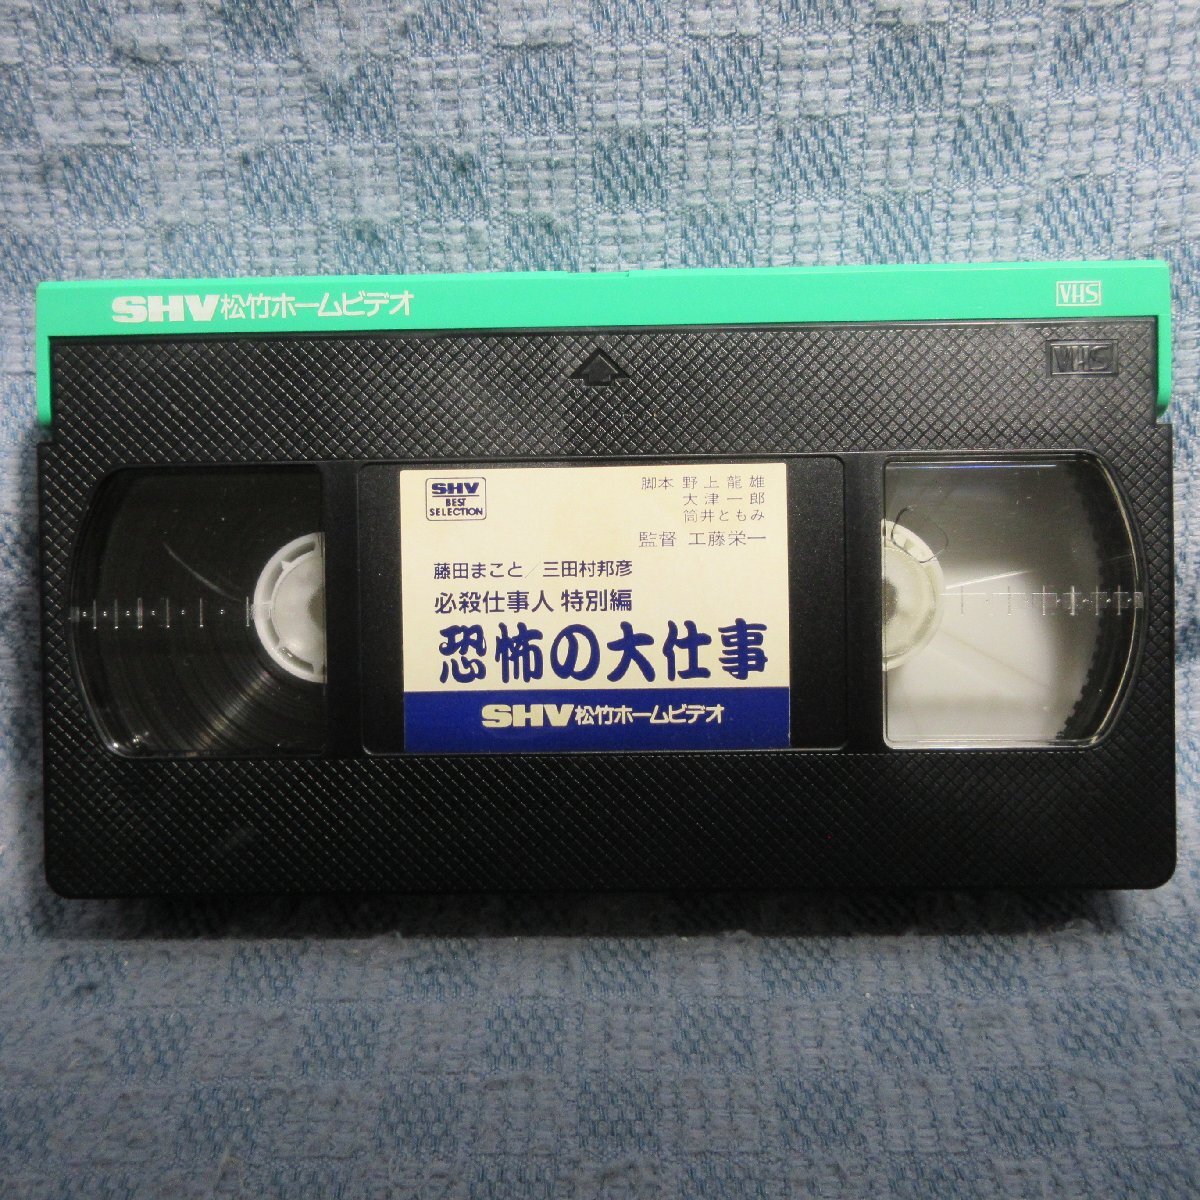 SHV松竹ホームビデオ
VHS
VHS
SHV
BEST
SELECTION
脚本 野上龍雄
大津一郎
筒井ともみ
監督 工藤栄一
藤田まこと／三田村邦彦
必殺仕事人 特別編
恐怖の大仕事
SHV松竹ホームビデオ